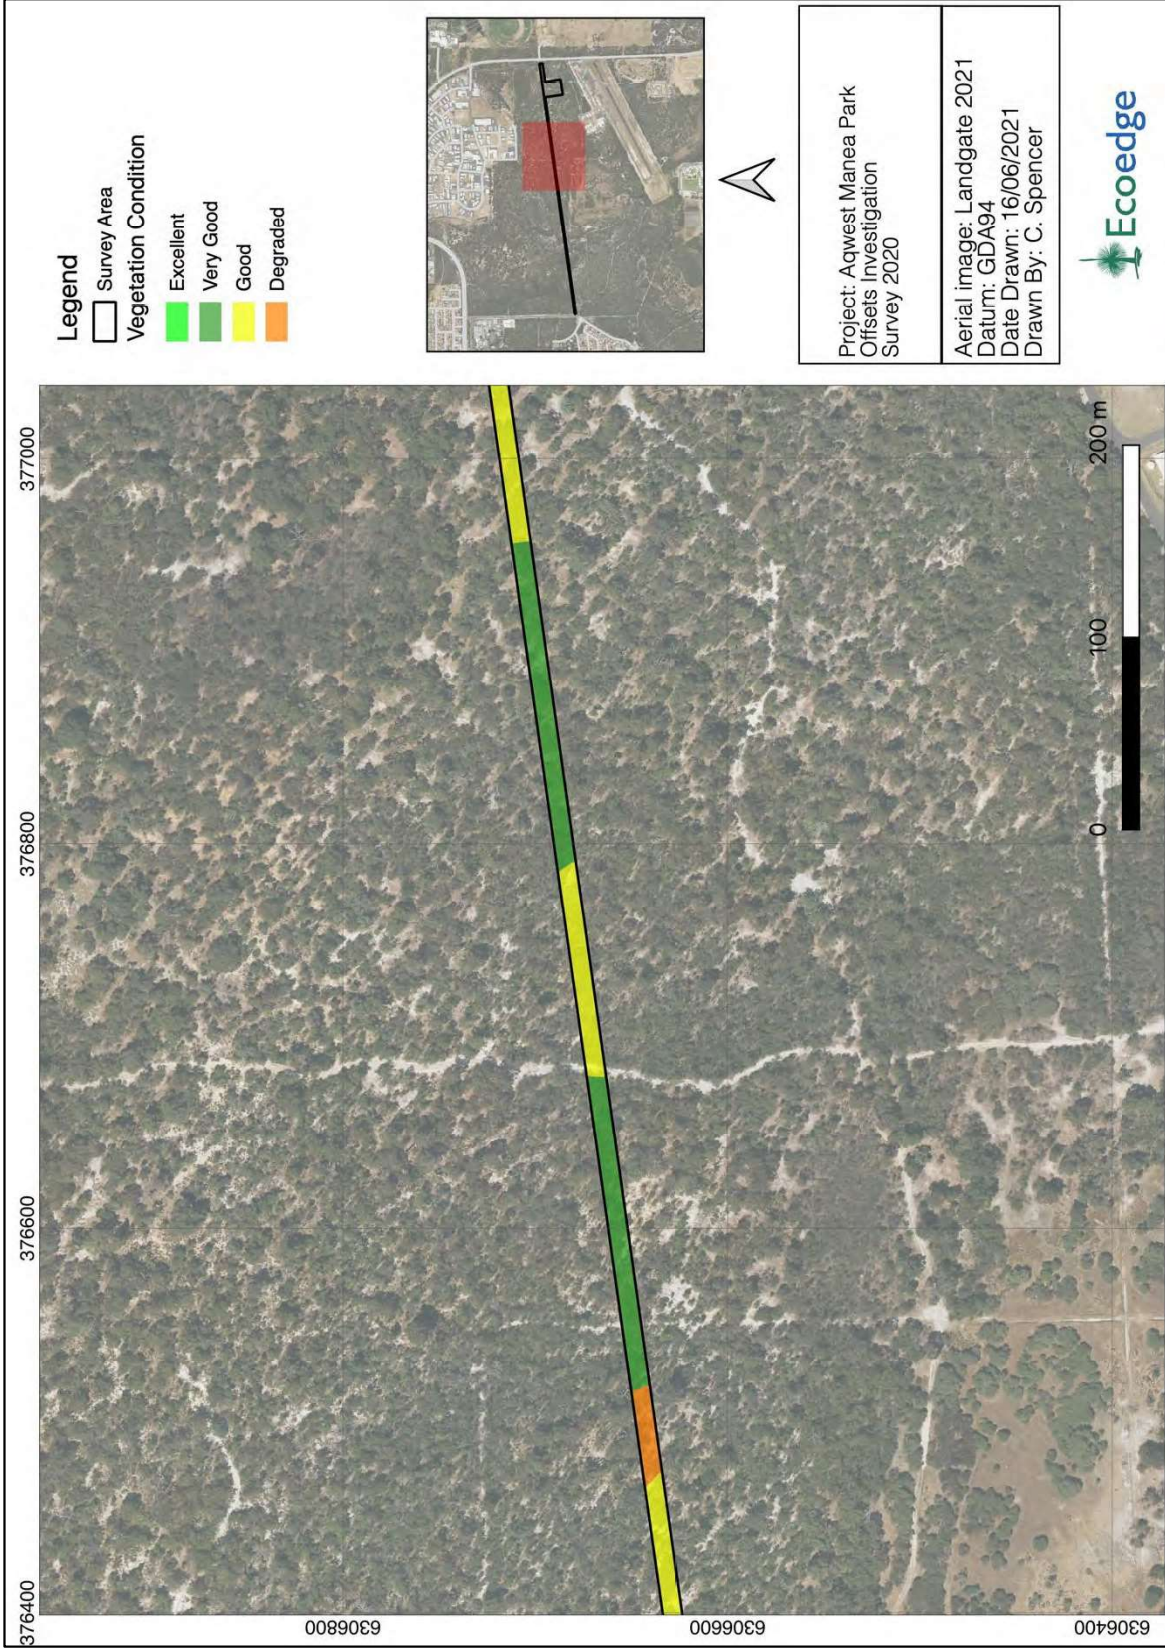 376400
376600
376800
377000
6306800
6306600
6306400
0
100
200 m
Legend
Survey Area
Vegetation Condition
Excellent
Very Good
Good
Degraded
Project: Aqwest Manea Park
Offsets Investigation
Survey 2020
Aerial image: Landgate 2021
Datum: GDA94
Date Drawn: 16/06/2021
Drawn By: C. Spencer
Ecoedge